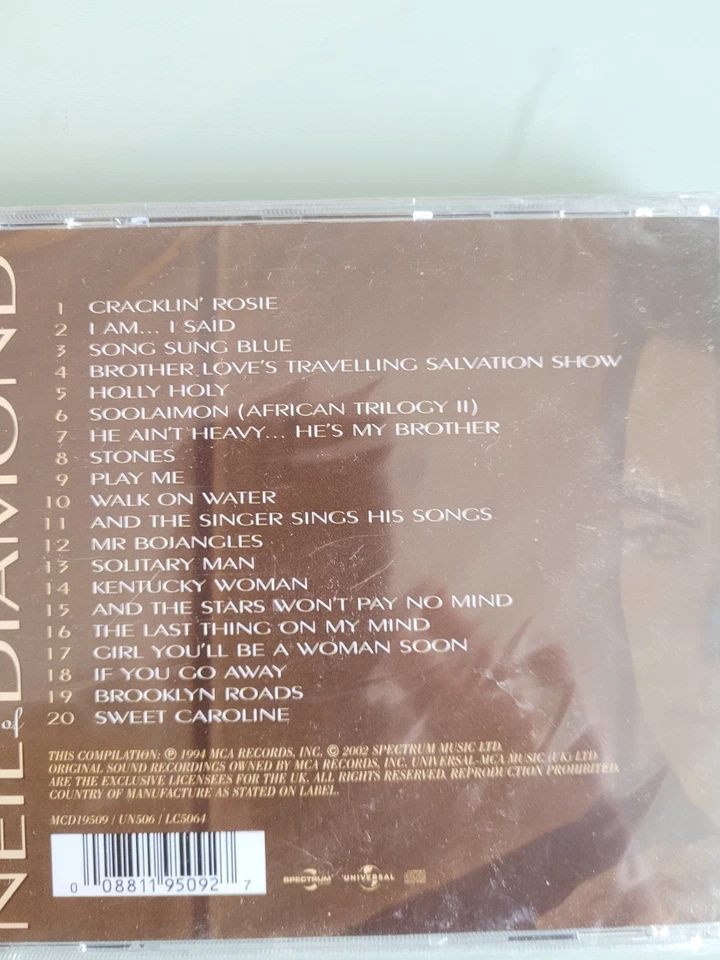 NEIL DIAMOND
of
1 CRACKLIN' ROSIE
2 I AM... I SAID
3 SONG SUNG BLUE
4 BROTHER LOVE'S TRAVELLING SALVATION SHOW
5 HOLLY HOLY
6 SOOLAIMON (AFRICAN TRILOGY II)
7 HE AIN'T HEAVY... HE'S MY BROTHER
8 STONES
9 PLAY ME
10 WALK ON WATER
11 AND THE SINGER SINGS HIS SONGS
12 MR BOJANGLES
13 SOLITARY MAN
14 KENTUCKY WOMAN
15 AND THE STARS WON'T PAY NO MIND
16 THE LAST THING ON MY MIND
17 GIRL YOU'LL BE A WOMAN SOON
18 IF YOU GO AWAY
19 BROOKLYN ROADS
20 SWEET CAROLINE
THIS COMPILATION: ℗ 1994 MCA RECORDS, INC. © 2002 SPECTRUM MUSIC LTD.
ORIGINAL SOUND RECORDINGS OWNED BY MCA RECORDS, INC. UNIVERSAL-MCA MUSIC (UK) LTD
ARE THE EXCLUSIVE LICENSEES FOR THE UK. ALL RIGHTS RESERVED. REPRODUCTION PROHIBITED.
COUNTRY OF MANUFACTURE AS STATED ON LABEL.
MCD19509 / UN506 / LC5064
0 08811 95092 7
SPECTRUM UNIVERSAL